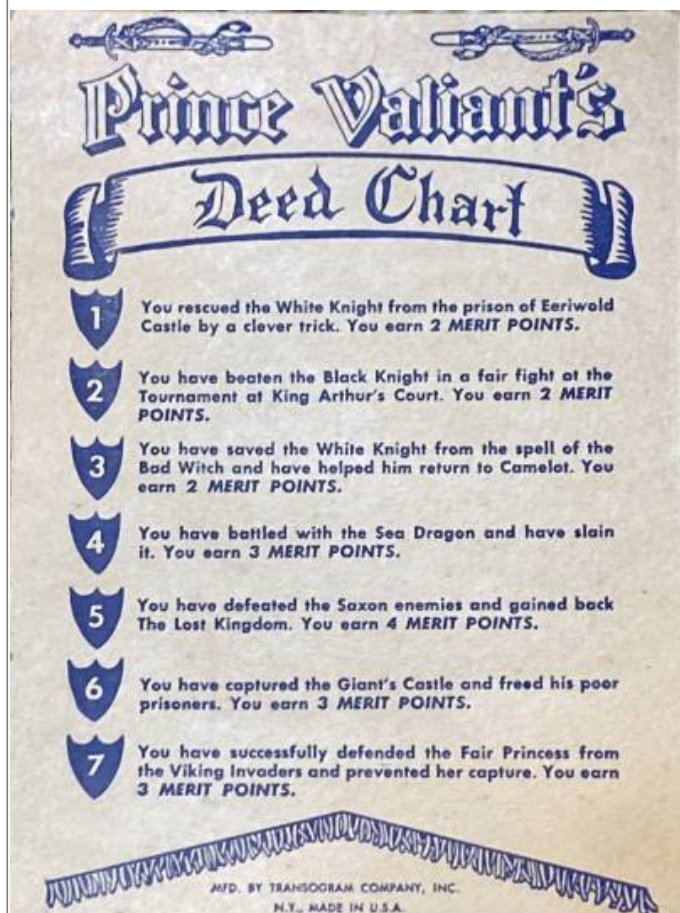 Prince Valiant's
Deed Chart
1
You rescued the White Knight from the prison of Eeriwold
Castle by a clever trick. You earn 2 MERIT POINTS.
2
You have beaten the Black Knight in a fair fight at the
Tournament at King Arthur's Court. You earn 2 MERIT
POINTS.
3
You have saved the White Knight from the spell of the
Bad Witch and have helped him return to Camelot. You
earn 2 MERIT POINTS.
4
You have battled with the Sea Dragon and have slain
it. You earn 3 MERIT POINTS.
5
You have defeated the Saxon enemies and gained back
The Lost Kingdom. You earn 4 MERIT POINTS.
6
You have captured the Giant's Castle and freed his poor
prisoners. You earn 3 MERIT POINTS.
7
You have successfully defended the Fair Princess from
the Viking Invaders and prevented her capture. You earn
3 MERIT POINTS.
MFD. BY TRANSOGRAM COMPANY, INC.
N.Y., MADE IN U.S.A.